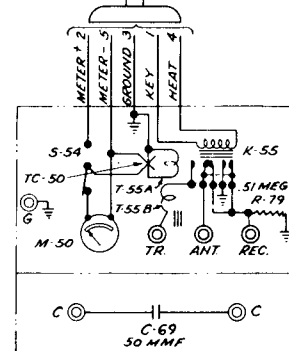 METER + 2
METER - 5
GROUND 3
KEY 1
HEAT 4
S-54
K-55
TC-50
T-55A
.51 MEG
R-79
G
T-55B
M-50
TR.
ANT.
REC.
C
C
C-69
50 MMF